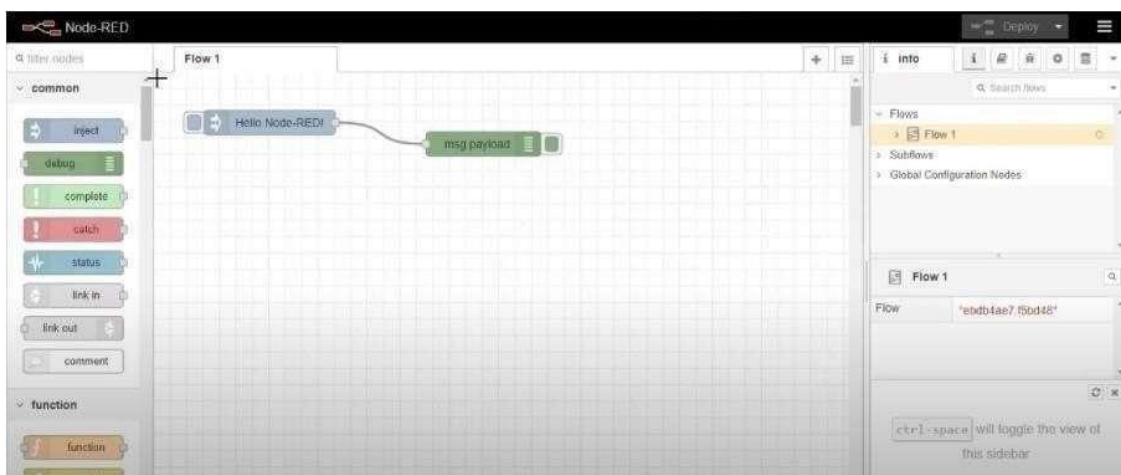 Node-RED
Deploy
filter nodes
Flow 1
info
Search flows
common
Flows
inject
Hello Node-RED!
Flow 1
debug
msg payload
Subflows
complete
Global Configuration Nodes
catch
status
link in
Flow 1
link out
Flow
"ebdb4ae7.f5bd48"
comment
function
ctrl-space will toggle the view of
this sidebar
function